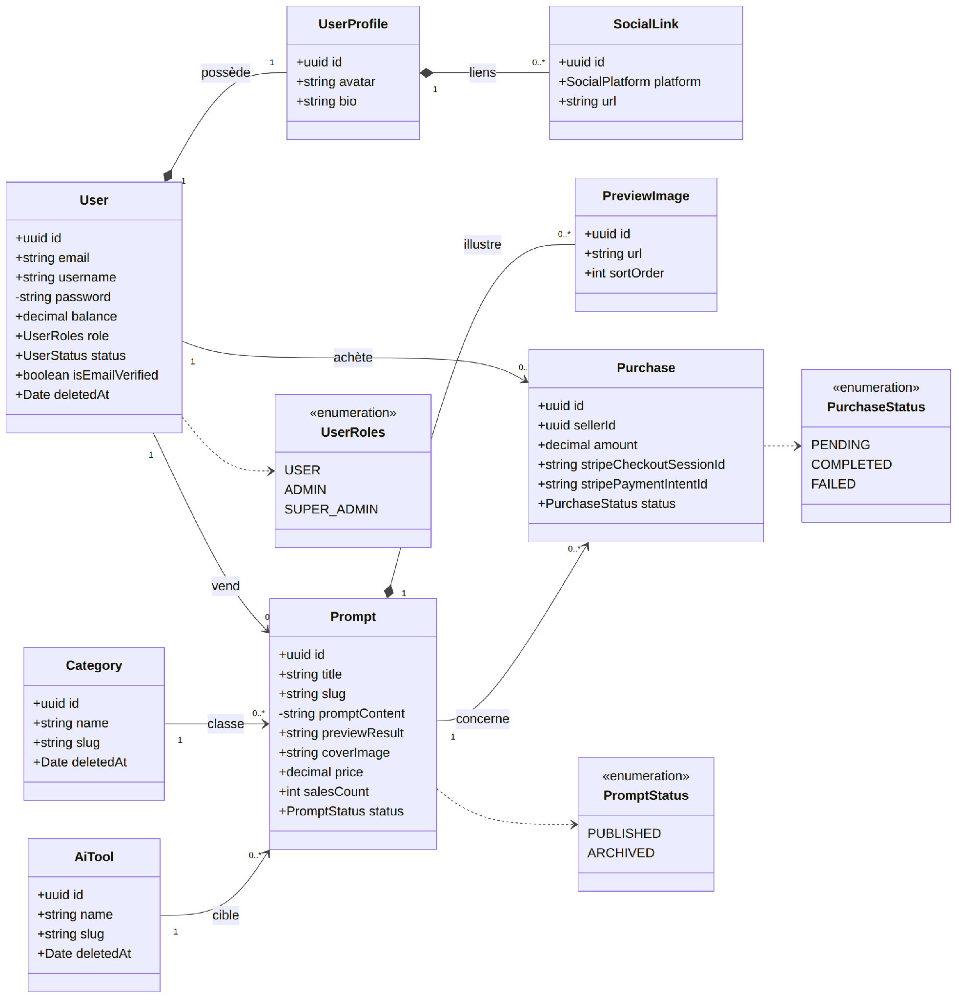 UserProfile
+uuid id
+string avatar
+string bio
SocialLink
+uuid id
+SocialPlatform platform
+string url
possède
1
1
liens
1
0..*
User
+uuid id
+string email
+string username
-string password
+decimal balance
+UserRoles role
+UserStatus status
+boolean isEmailVerified
+Date deletedAt
PreviewImage
+uuid id
+string url
+int sortOrder
illustre
0..*
1
achète
1
0..
Purchase
+uuid id
+uuid sellerId
+decimal amount
+string stripeCheckoutSessionId
+string stripePaymentIntentId
+PurchaseStatus status
«enumeration»
PurchaseStatus
PENDING
COMPLETED
FAILED
«enumeration»
UserRoles
USER
ADMIN
SUPER_ADMIN
vend
1
0
Prompt
+uuid id
+string title
+string slug
-string promptContent
+string previewResult
+string coverImage
+decimal price
+int salesCount
+PromptStatus status
concerne
1
0..*
Category
+uuid id
+string name
+string slug
+Date deletedAt
classe
1
0..*
«enumeration»
PromptStatus
PUBLISHED
ARCHIVED
AiTool
+uuid id
+string name
+string slug
+Date deletedAt
cible
1
0..*